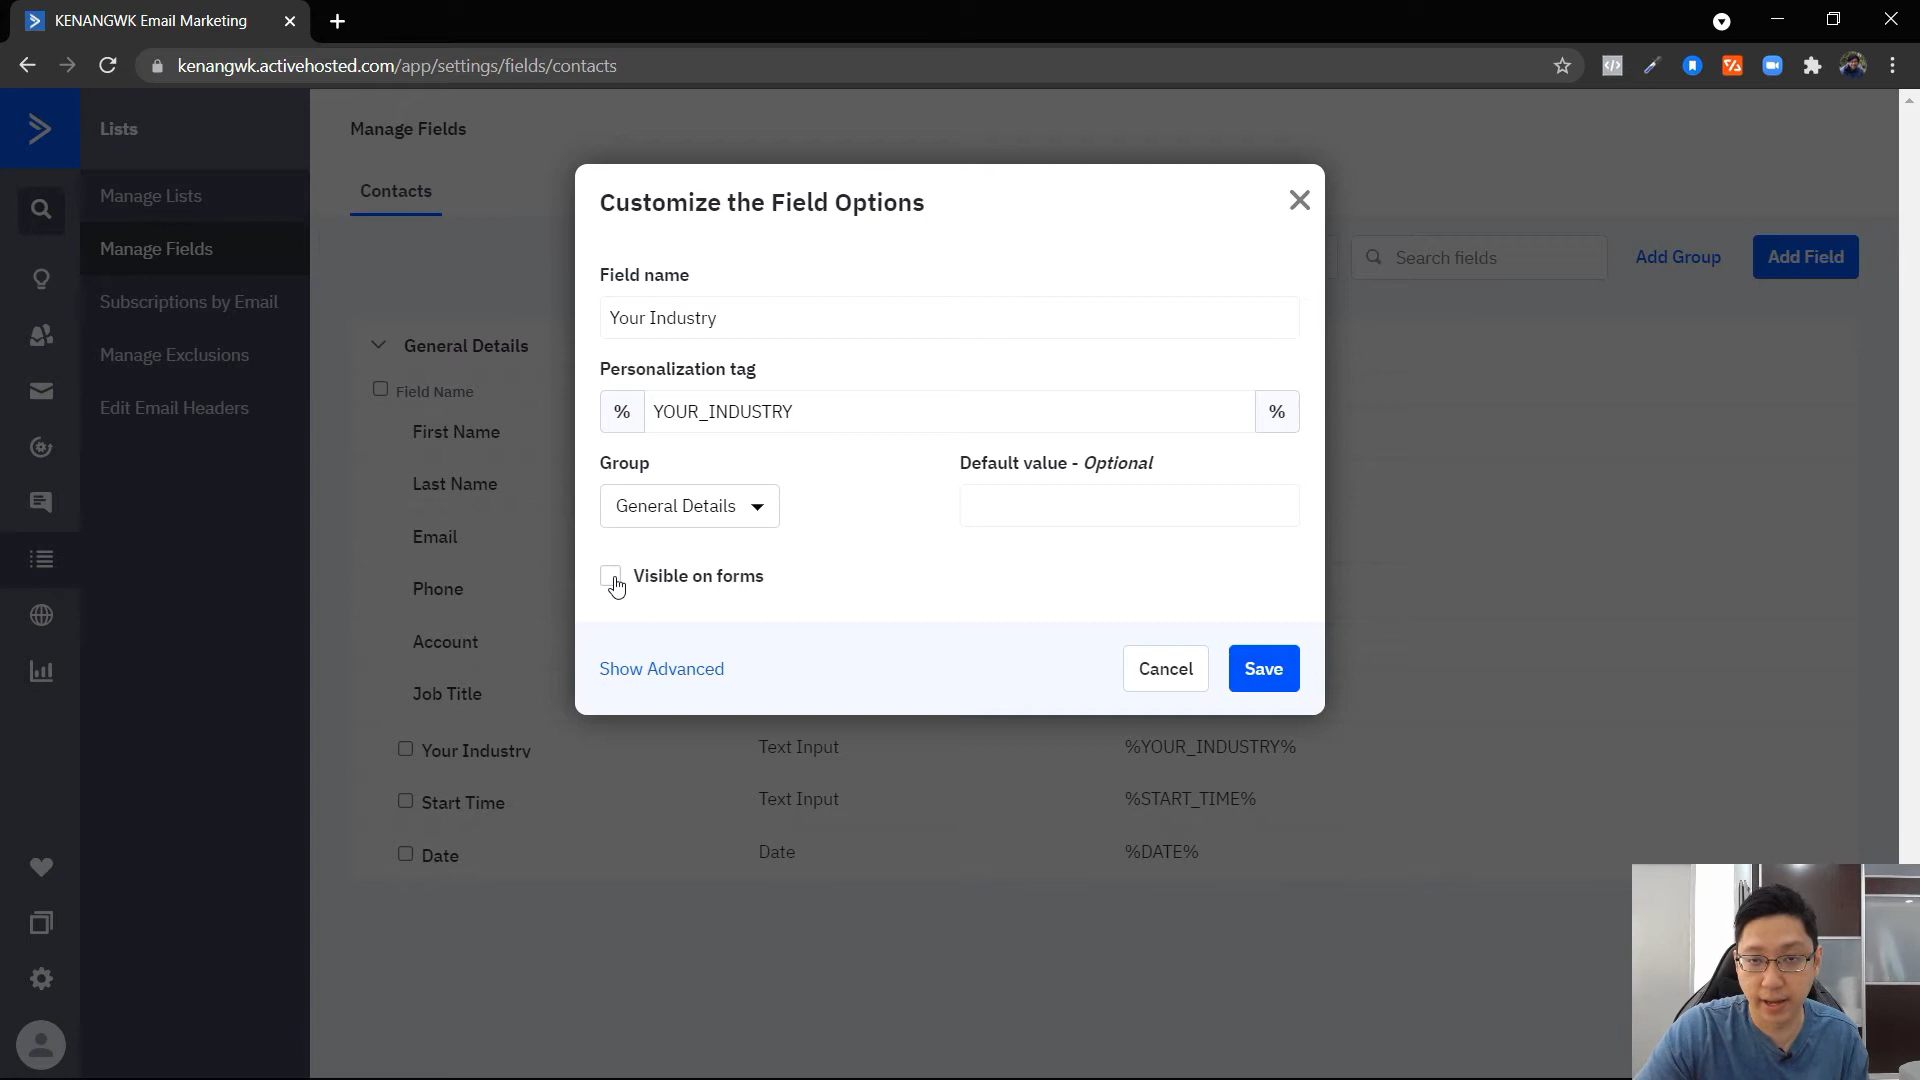 KENANGWK Email Marketing
kenangwk.activehosted.com/app/settings/fields/contacts
Lists
Manage Lists
Manage Fields
Subscriptions by Email
Manage Exclusions
Edit Email Headers
Manage Fields
Contacts
Search fields
Add Group
Add Field
General Details
Field Name
First Name
Last Name
Email
Phone
Account
Job Title
Your Industry
Text Input
%YOUR_INDUSTRY%
Start Time
Text Input
%START_TIME%
Date
Date
%DATE%
Customize the Field Options
Field name
Your Industry
Personalization tag
% YOUR_INDUSTRY %
Group
Default value - Optional
General Details
Visible on forms
Show Advanced
Cancel
Save